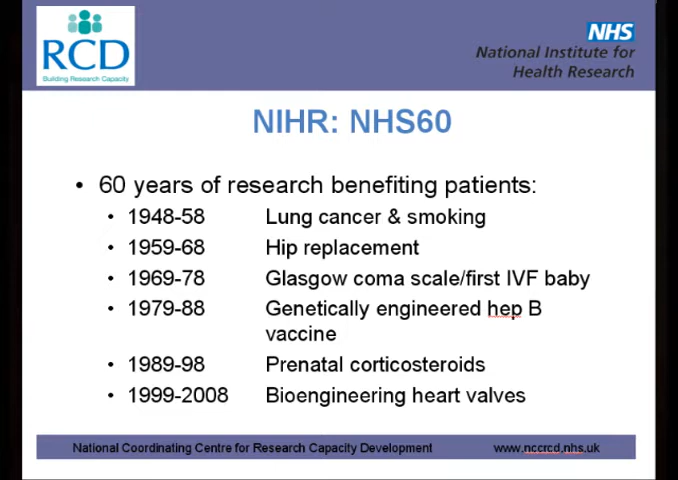 RCD
Building Research Capacity
NHS
National Institute for
Health Research
NIHR: NHS60
• 60 years of research benefiting patients:
• 1948-58 Lung cancer & smoking
• 1959-68 Hip replacement
• 1969-78 Glasgow coma scale/first IVF baby
• 1979-88 Genetically engineered hep B
vaccine
• 1989-98 Prenatal corticosteroids
• 1999-2008 Bioengineering heart valves
National Coordinating Centre for Research Capacity Development www.nccrcd.nhs.uk